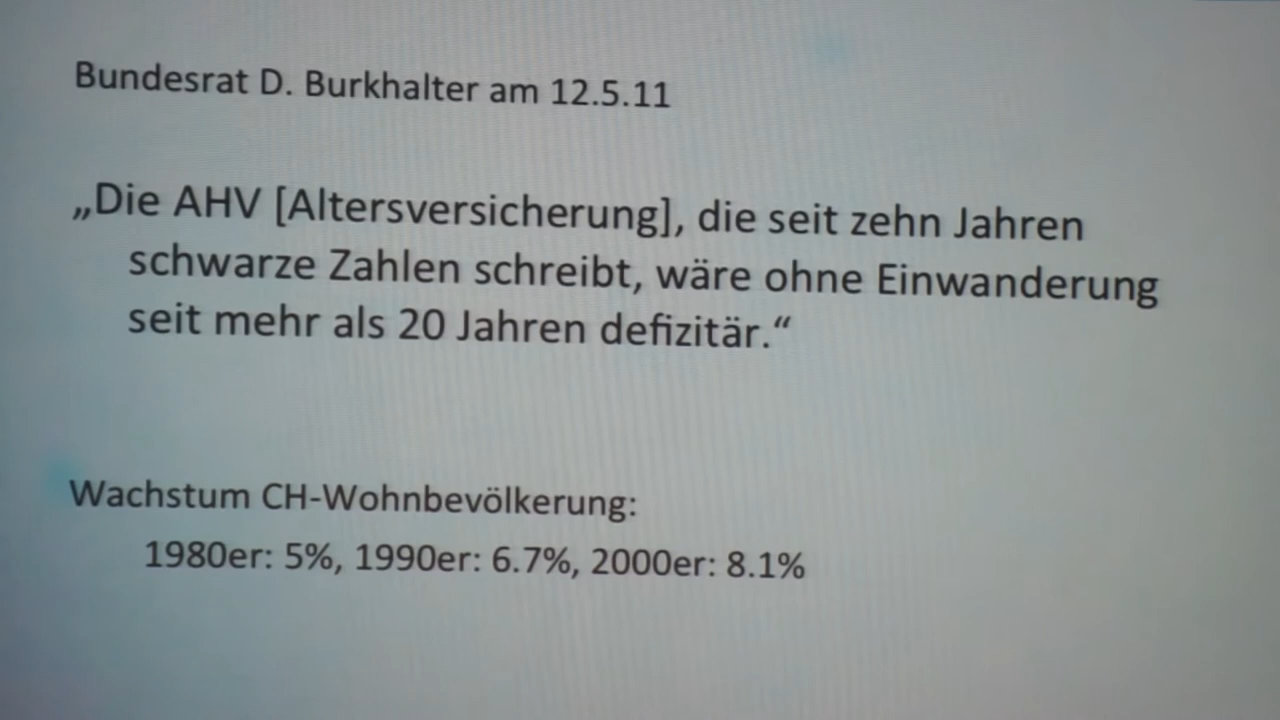 Bundesrat D. Burkhalter am 12.5.11
„Die AHV [Altersversicherung], die seit zehn Jahren
schwarze Zahlen schreibt, wäre ohne Einwanderung
seit mehr als 20 Jahren defizitär.“
Wachstum CH-Wohnbevölkerung:
1980er: 5%, 1990er: 6.7%, 2000er: 8.1%